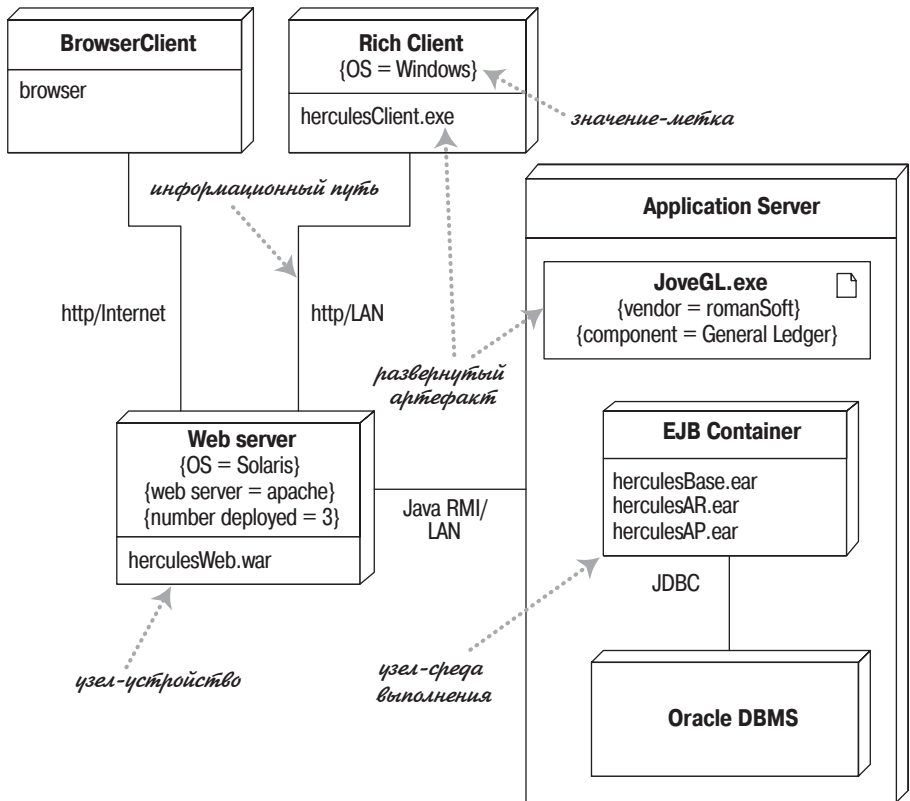 BrowserClient
browser
Rich Client
{OS = Windows}
herculesClient.exe
значение-метка
информационный путь
Application Server
JoveGL.exe
{vendor = romanSoft}
{component = General Ledger}
http/Internet
http/LAN
развернутый
артефакт
Web server
{OS = Solaris}
{web server = apache}
{number deployed = 3}
herculesWeb.war
Java RMI/
LAN
EJB Container
herculesBase.ear
herculesAR.ear
herculesAP.ear
JDBC
узел-устройство
узел-среда
выполнения
Oracle DBMS